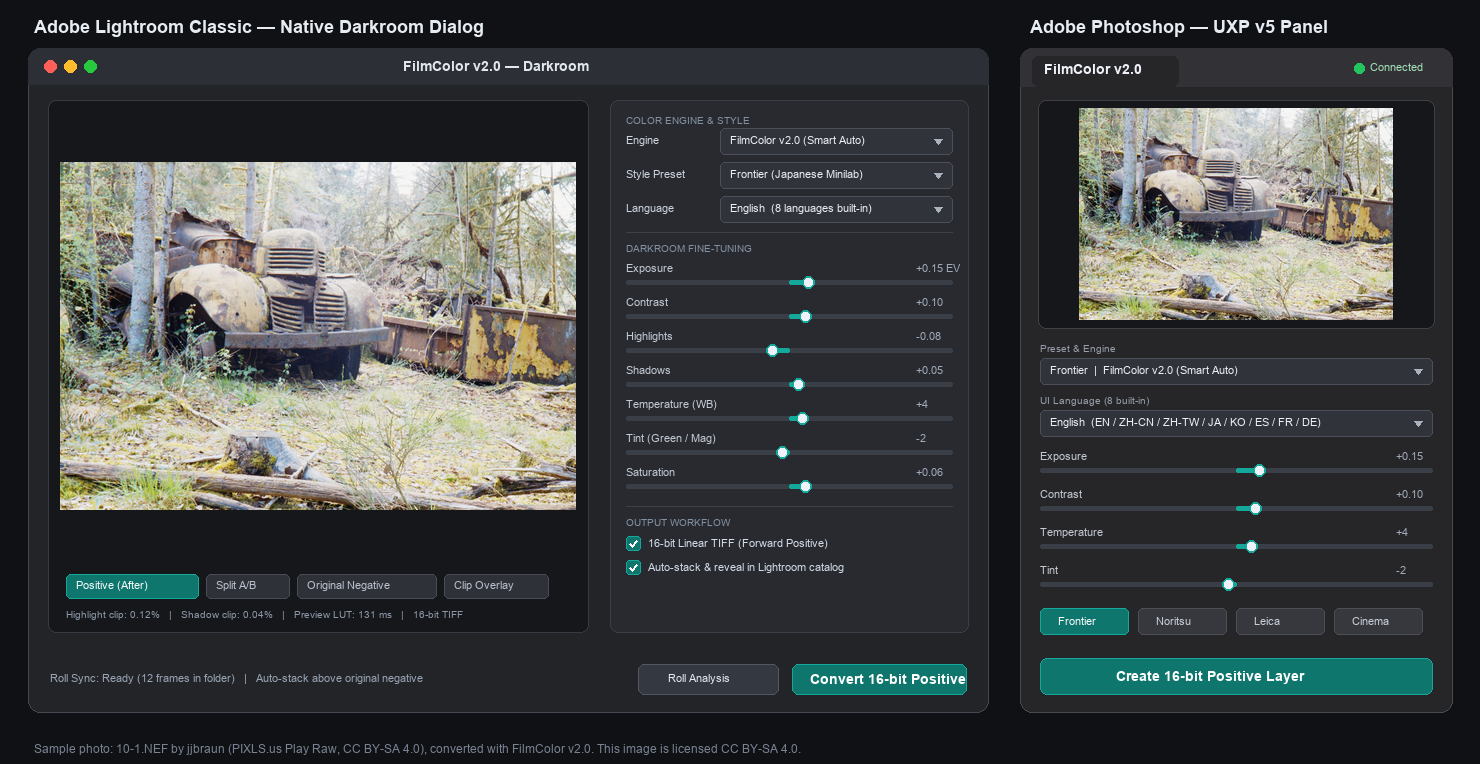 Adobe Lightroom Classic — Native Darkroom Dialog
FilmColor v2.0 — Darkroom
COLOR ENGINE & STYLE
Engine
FilmColor v2.0 (Smart Auto)
Style Preset
Frontier (Japanese Minilab)
Language
English (8 languages built-in)
DARKROOM FINE-TUNING
Exposure +0.15 EV
Contrast +0.10
Highlights -0.08
Shadows +0.05
Temperature (WB) +4
Tint (Green / Mag) -2
Saturation +0.06
OUTPUT WORKFLOW
16-bit Linear TIFF (Forward Positive)
Auto-stack & reveal in Lightroom catalog
Positive (After) Split A/B Original Negative Clip Overlay
Highlight clip: 0.12% | Shadow clip: 0.04% | Preview LUT: 131 ms | 16-bit TIFF
Roll Sync: Ready (12 frames in folder) | Auto-stack above original negative
Roll Analysis
Convert 16-bit Positive
Adobe Photoshop — UXP v5 Panel
FilmColor v2.0
Connected
Preset & Engine
Frontier | FilmColor v2.0 (Smart Auto)
UI Language (8 built-in)
English (EN / ZH-CN / ZH-TW / JA / KO / ES / FR / DE)
Exposure +0.15
Contrast +0.10
Temperature +4
Tint -2
Frontier Noritsu Leica Cinema
Create 16-bit Positive Layer
Sample photo: 10-1.NEF by jjbraun (PIXLS.us Play Raw, CC BY-SA 4.0), converted with FilmColor v2.0. This image is licensed CC BY-SA 4.0.